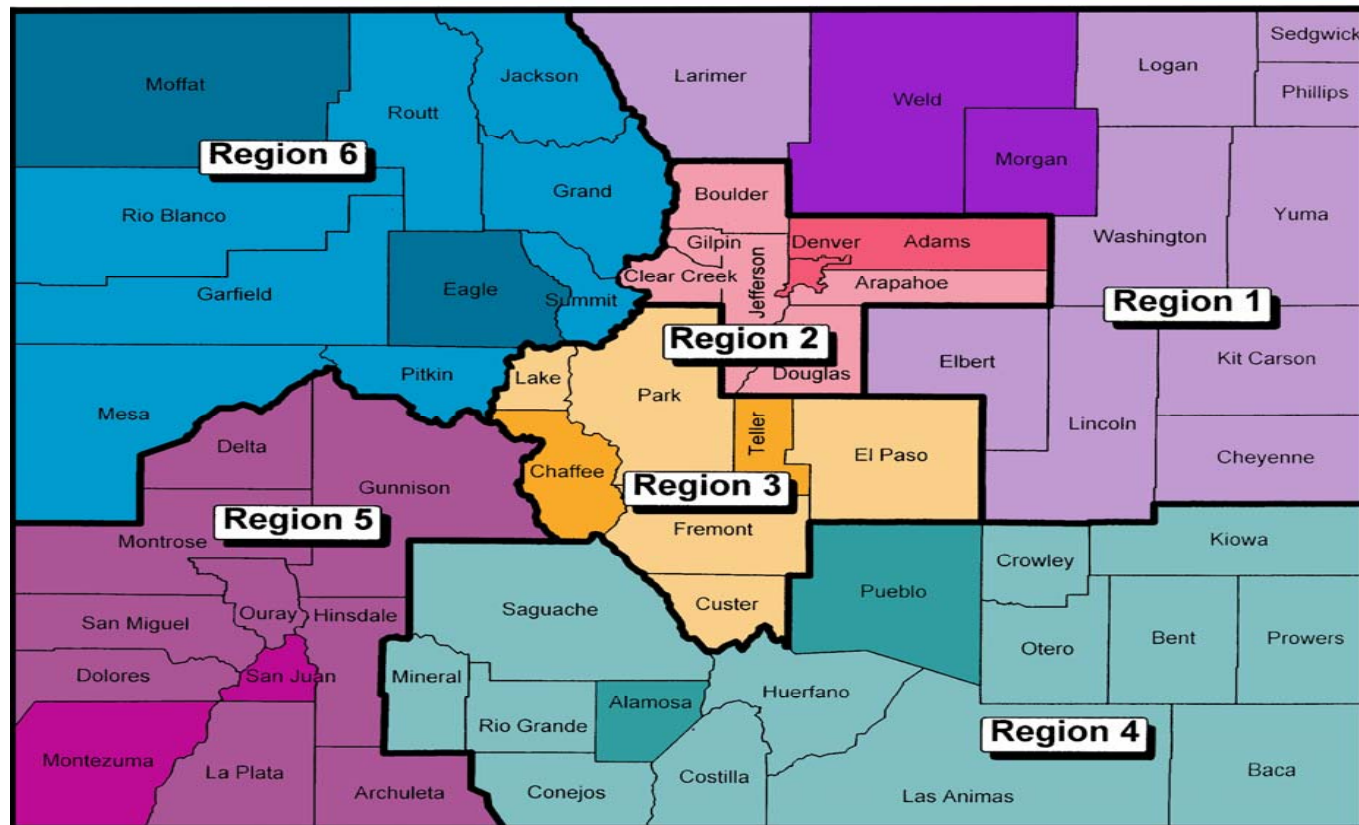 Moffat
Jackson
Larimer
Weld
Logan
Sedgwick
Phillips
Routt
Region 6
Morgan
Grand
Boulder
Rio Blanco
Yuma
Washington
Gilpin
Denver
Adams
Clear Creek
Jefferson
Arapahoe
Garfield
Eagle
Summit
Region 1
Region 2
Elbert
Kit Carson
Pitkin
Lake
Park
Douglas
Mesa
Teller
Lincoln
Delta
El Paso
Cheyenne
Chaffee
Gunnison
Region 3
Region 5
Fremont
Montrose
Kiowa
Crowley
Pueblo
Custer
Saguache
Ouray
Hinsdale
San Miguel
Otero
Bent
Prowers
Dolores
San Juan
Mineral
Huerfano
Alamosa
Rio Grande
Region 4
Montezuma
La Plata
Costilla
Baca
Archuleta
Conejos
Las Animas